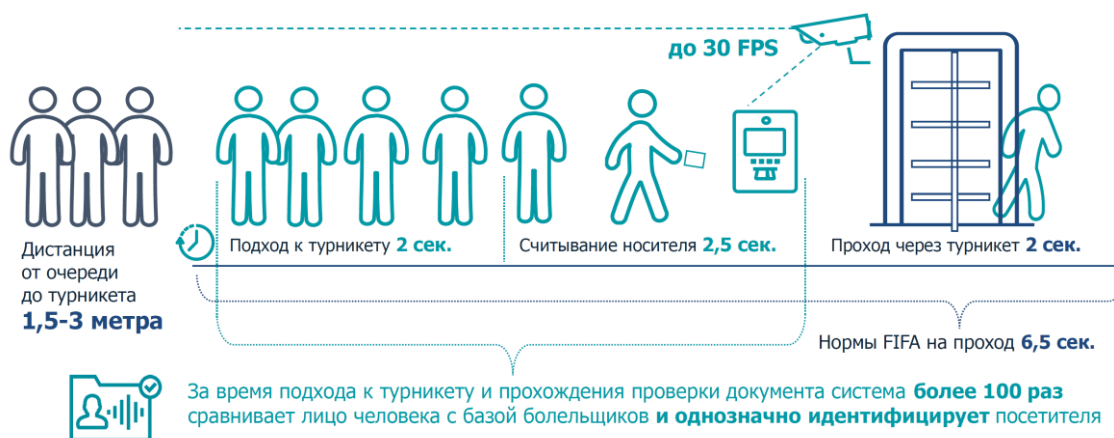 до 30 FPS
Дистанция
от очереди
до турникета
1,5-3 метра
Подход к турникету 2 сек.
Считывание носителя 2,5 сек.
Проход через турникет 2 сек.
Нормы FIFA на проход 6,5 сек.
За время подхода к турникету и прохождения проверки документа система более 100 раз
сравнивает лицо человека с базой болельщиков и однозначно идентифицирует посетителя